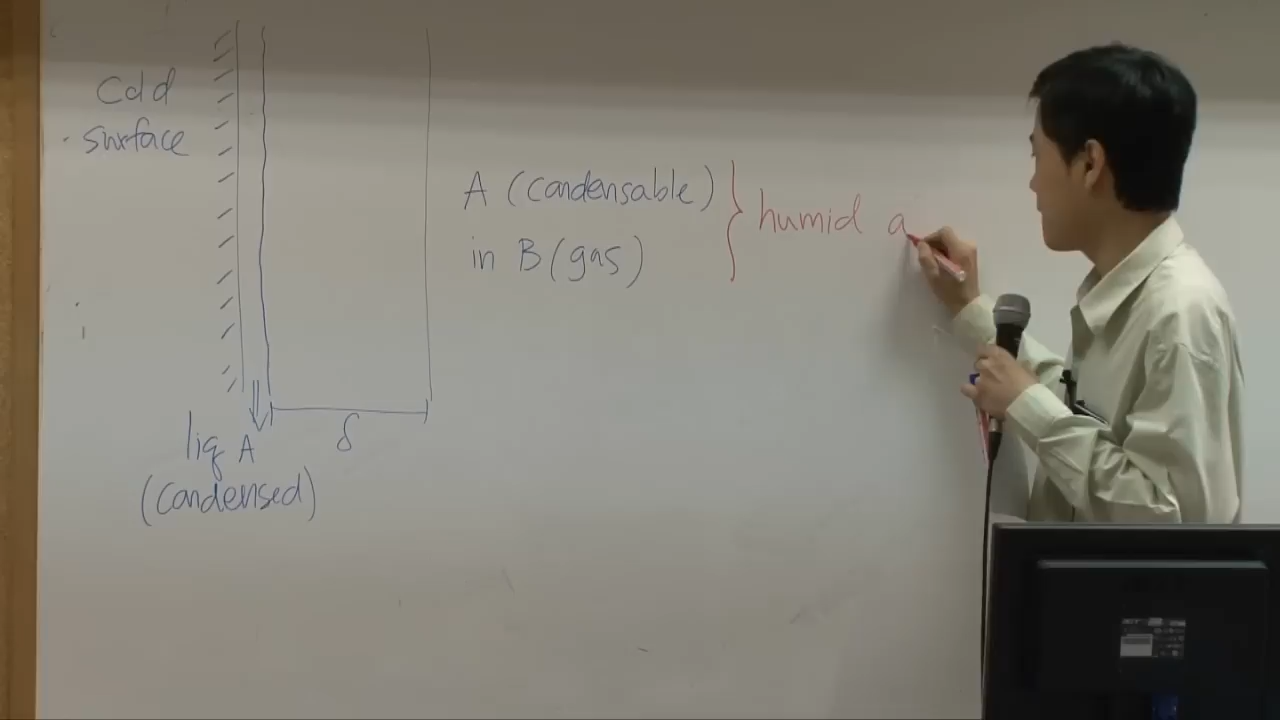 Cold
surface
A (condensable)
in B (gas)
humid a
δ
liq A
(condensed)